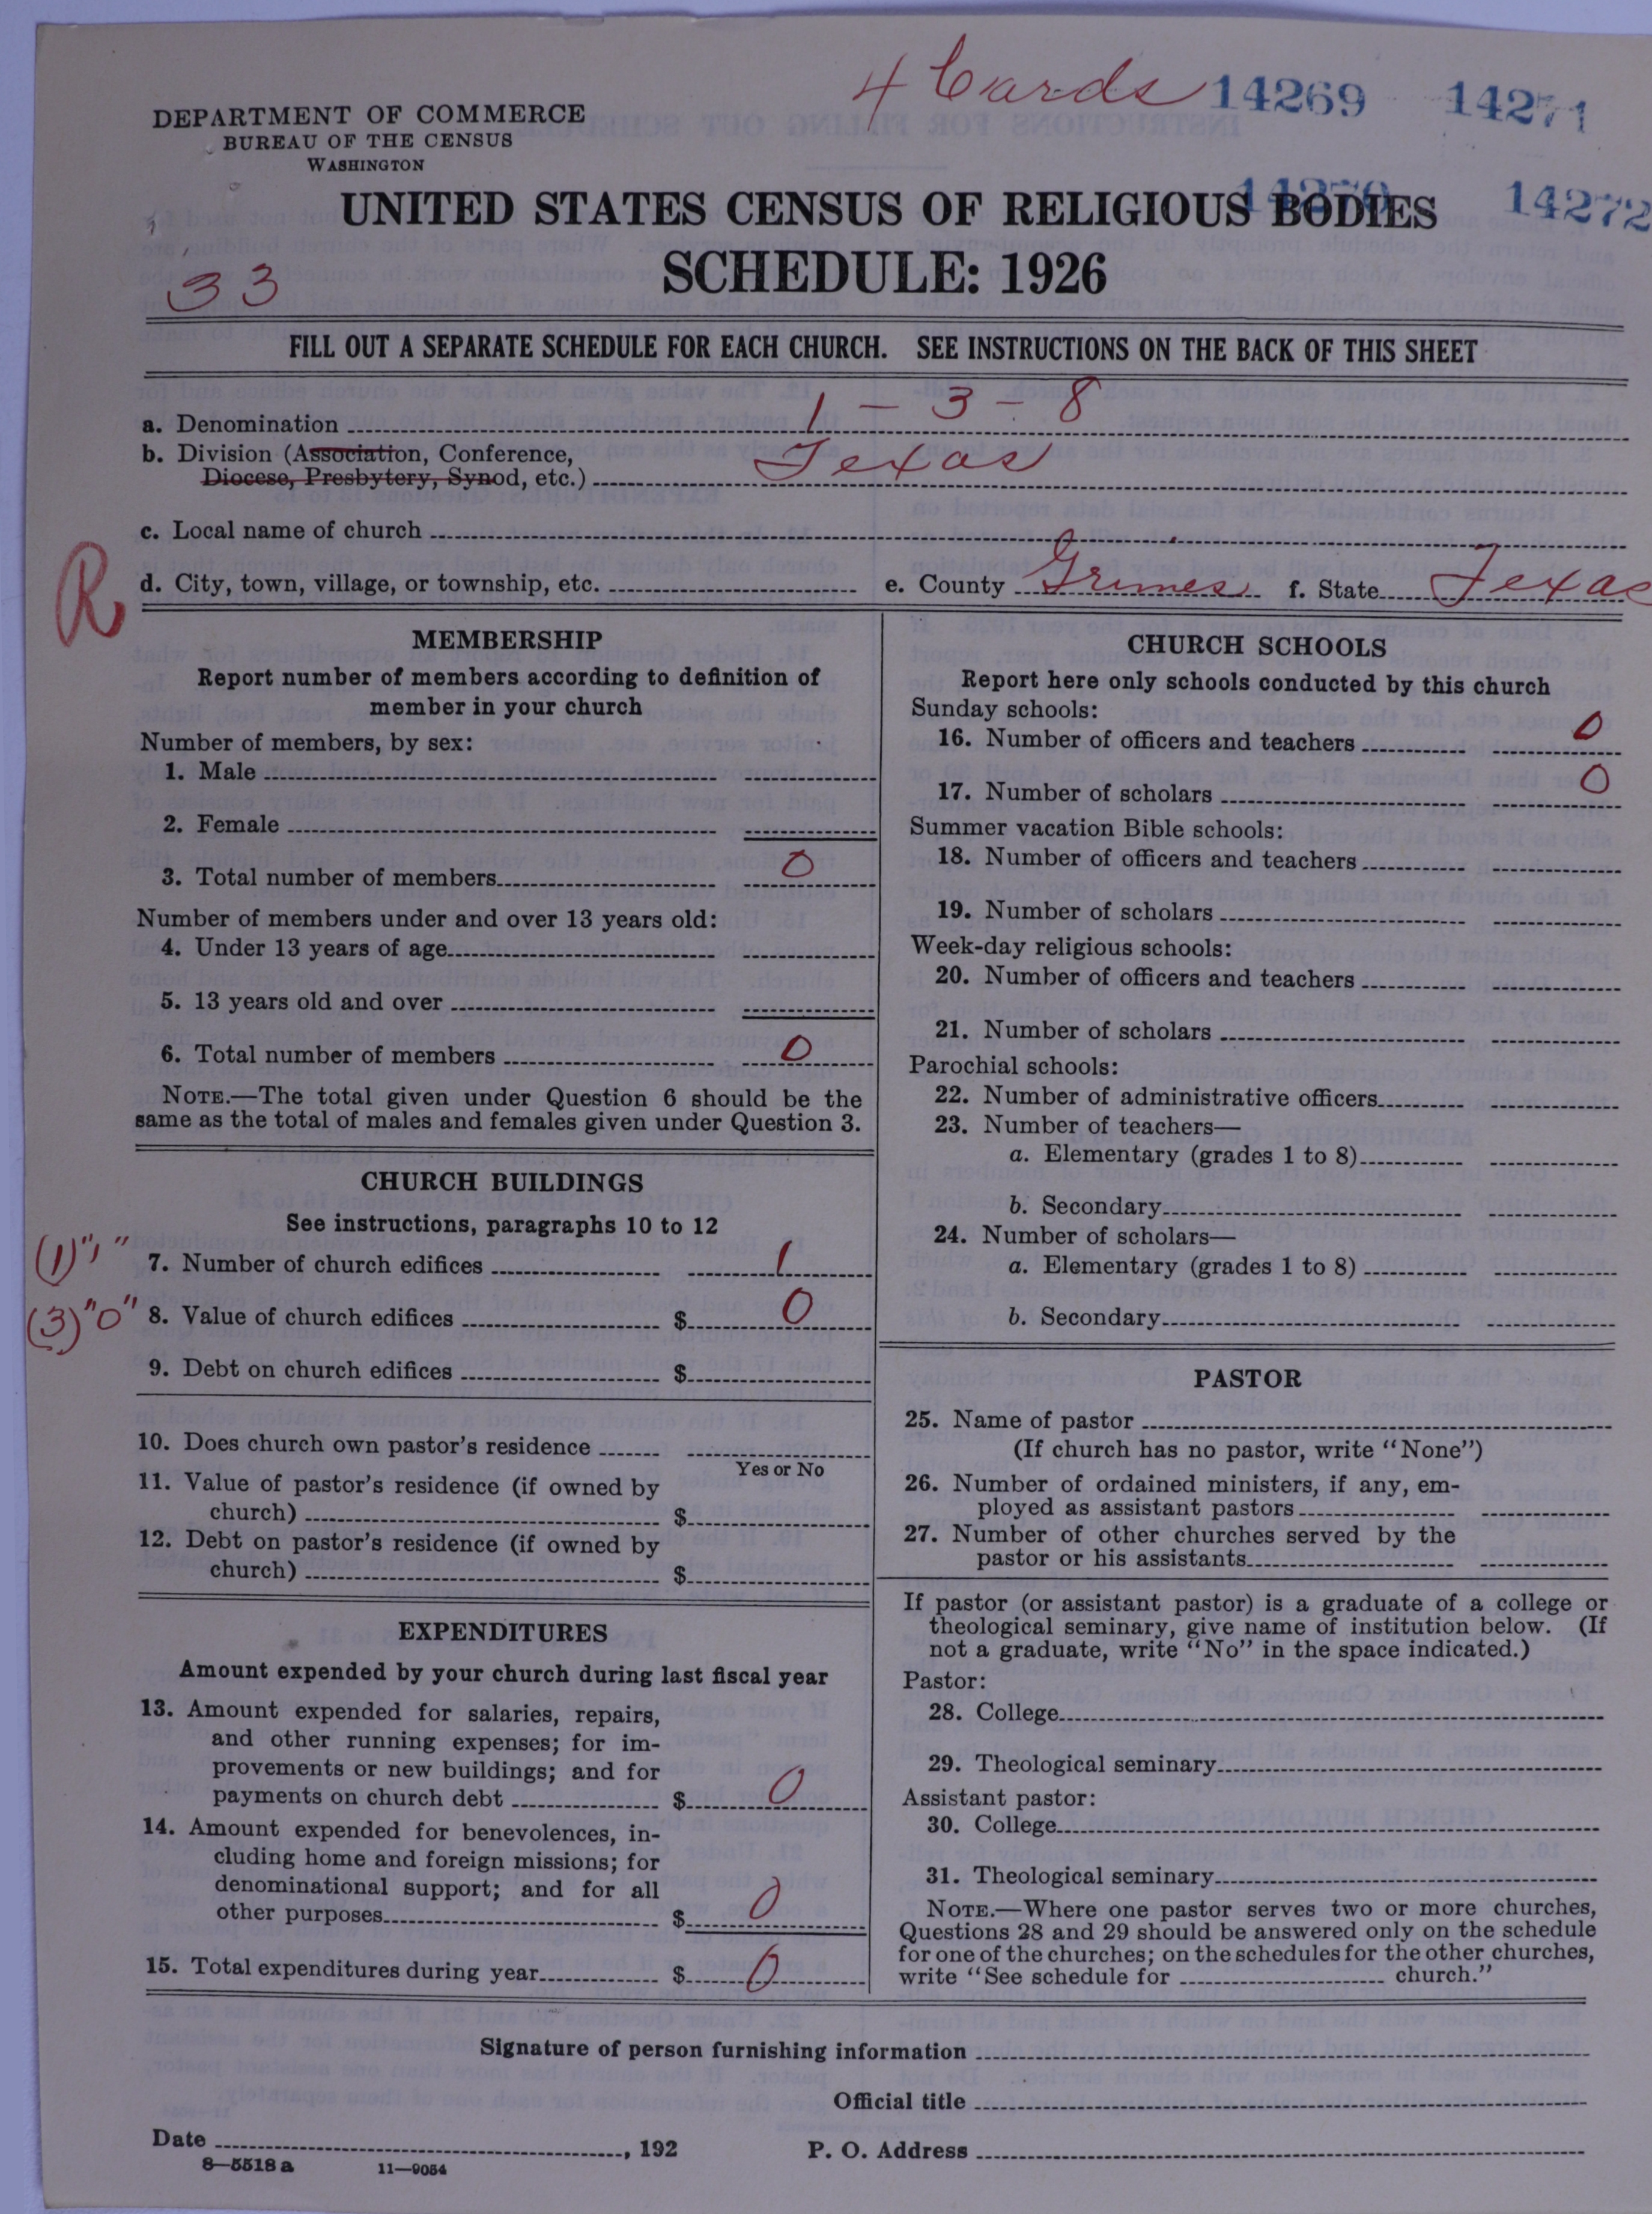 4 Cards 14269 14271
DEPARTMENT OF COMMERCE
BUREAU OF THE CENSUS
WASHINGTON
14270 14272
UNITED STATES CENSUS OF RELIGIOUS BODIES
SCHEDULE: 1926
33
FILL OUT A SEPARATE SCHEDULE FOR EACH CHURCH. SEE INSTRUCTIONS ON THE BACK OF THIS SHEET
a. Denomination 1 - 3 - 8
b. Division (Association, Conference, Texas
Diocese, Presbytery, Synod, etc.)
c. Local name of church
R
d. City, town, village, or township, etc. e. County Grimes f. State Texas
MEMBERSHIP
Report number of members according to definition of
member in your church
Number of members, by sex:
1. Male
2. Female
3. Total number of members 0
Number of members under and over 13 years old:
4. Under 13 years of age
5. 13 years old and over
6. Total number of members 0
NOTE.—The total given under Question 6 should be the
same as the total of males and females given under Question 3.
CHURCH BUILDINGS
See instructions, paragraphs 10 to 12
(1) "1" 7. Number of church edifices 1
(3) "0" 8. Value of church edifices $ 0
9. Debt on church edifices $
10. Does church own pastor's residence
Yes or No
11. Value of pastor's residence (if owned by
church) $
12. Debt on pastor's residence (if owned by
church) $
EXPENDITURES
Amount expended by your church during last fiscal year
13. Amount expended for salaries, repairs,
and other running expenses; for im-
provements or new buildings; and for
payments on church debt $ 0
14. Amount expended for benevolences, in-
cluding home and foreign missions; for
denominational support; and for all
other purposes $ 0
15. Total expenditures during year $ 0
CHURCH SCHOOLS
Report here only schools conducted by this church
Sunday schools:
16. Number of officers and teachers 0
17. Number of scholars 0
Summer vacation Bible schools:
18. Number of officers and teachers
19. Number of scholars
Week-day religious schools:
20. Number of officers and teachers
21. Number of scholars
Parochial schools:
22. Number of administrative officers
23. Number of teachers—
a. Elementary (grades 1 to 8)
b. Secondary
24. Number of scholars—
a. Elementary (grades 1 to 8)
b. Secondary
PASTOR
25. Name of pastor
(If church has no pastor, write "None")
26. Number of ordained ministers, if any, em-
ployed as assistant pastors
27. Number of other churches served by the
pastor or his assistants
If pastor (or assistant pastor) is a graduate of a college or
theological seminary, give name of institution below. (If
not a graduate, write "No" in the space indicated.)
Pastor:
28. College
29. Theological seminary
Assistant pastor:
30. College
31. Theological seminary
NOTE.—Where one pastor serves two or more churches,
Questions 28 and 29 should be answered only on the schedule
for one of the churches; on the schedules for the other churches,
write "See schedule for church."
Signature of person furnishing information
Official title
Date , 192 P. O. Address
8—5518 a 11—9054